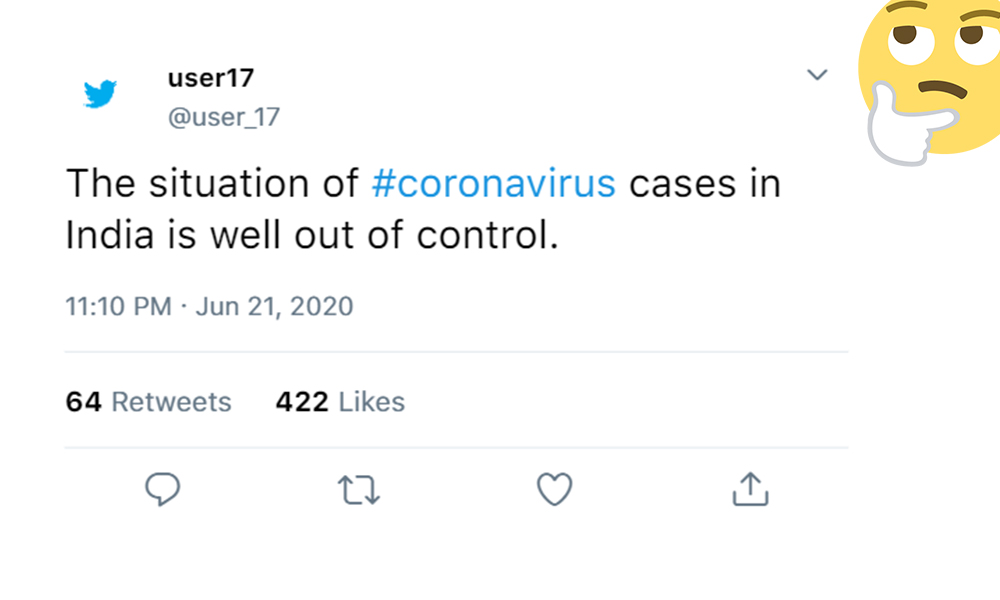 user17
@user_17
The situation of #coronavirus cases in
India is well out of control.
11:10 PM · Jun 21, 2020
64 Retweets 422 Likes